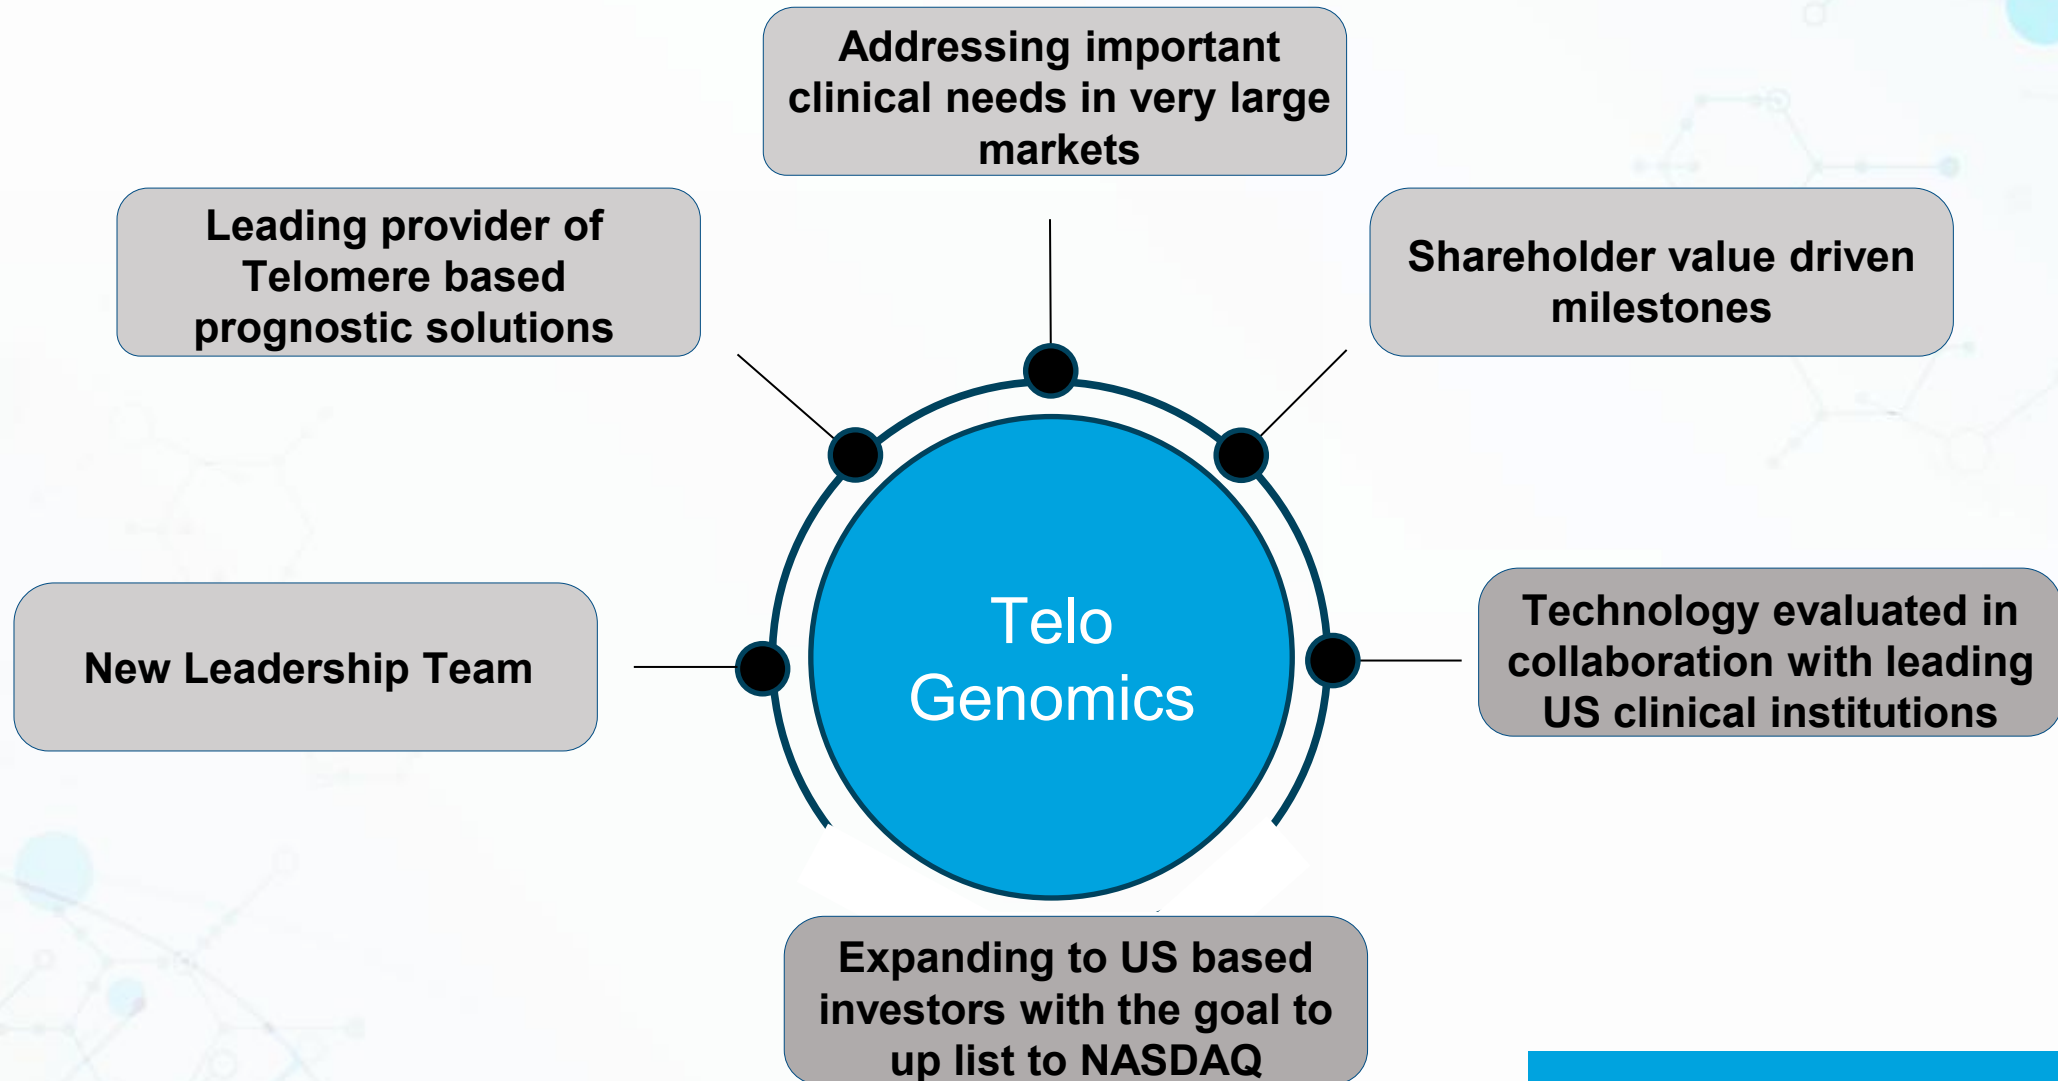 Addressing important
clinical needs in very large
markets
Leading provider of
Telomere based
prognostic solutions
Shareholder value driven
milestones
New Leadership Team
Telo
Genomics
Technology evaluated in
collaboration with leading
US clinical institutions
Expanding to US based
investors with the goal to
up list to NASDAQ